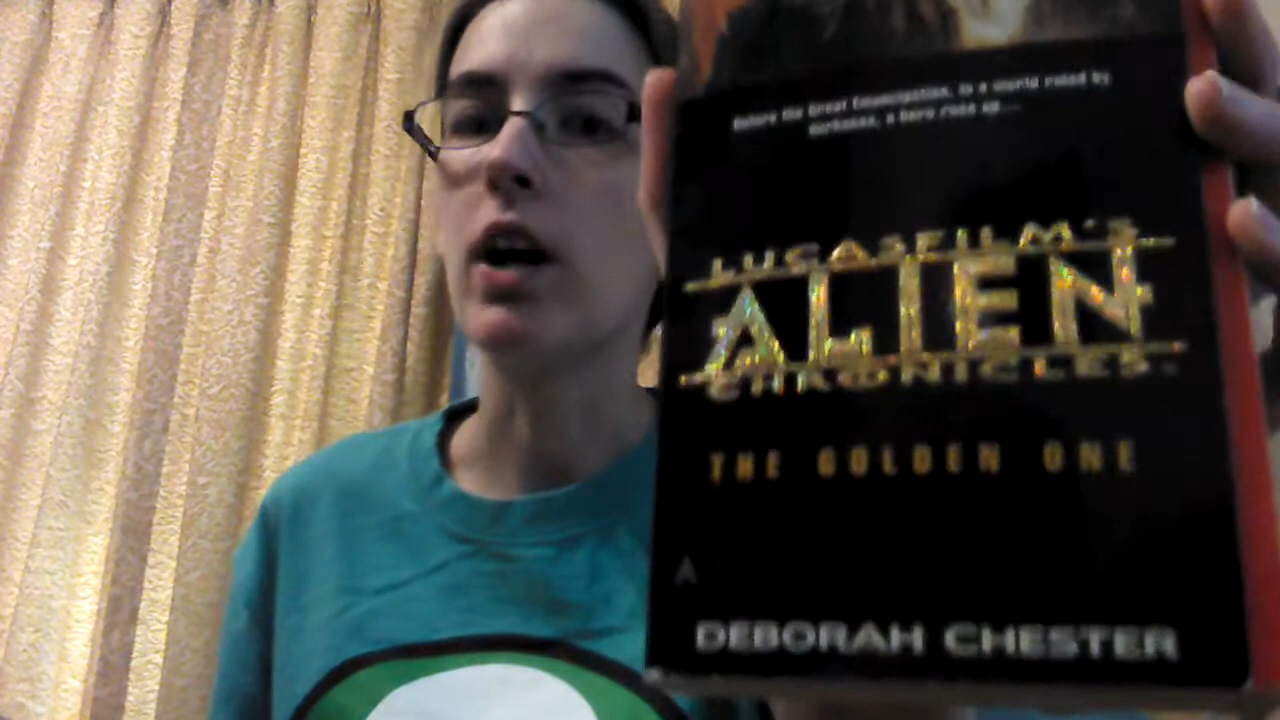 Before the Great Emancipation, in a world ruled by
darkness, a hero rose up....
LUCASFILM'S
ALIEN
CHRONICLES
THE GOLDEN ONE
DEBORAH CHESTER